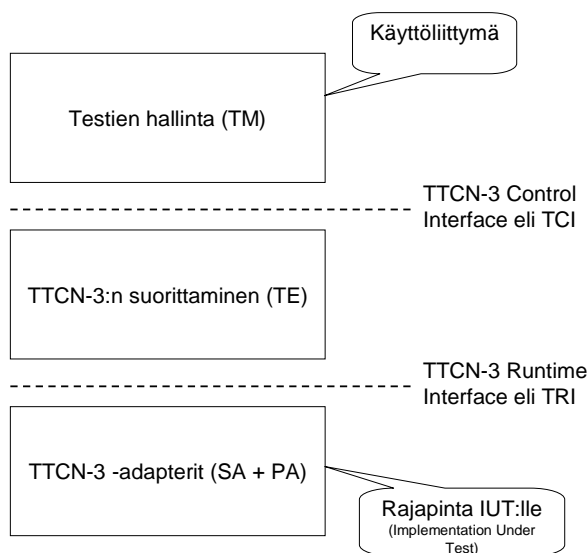 Käyttöliittymä
Testien hallinta (TM)
TTCN-3 Control
Interface eli TCI
TTCN-3:n suorittaminen (TE)
TTCN-3 Runtime
Interface eli TRI
TTCN-3 -adapterit (SA + PA)
Rajapinta IUT:lle
(Implementation Under
Test)